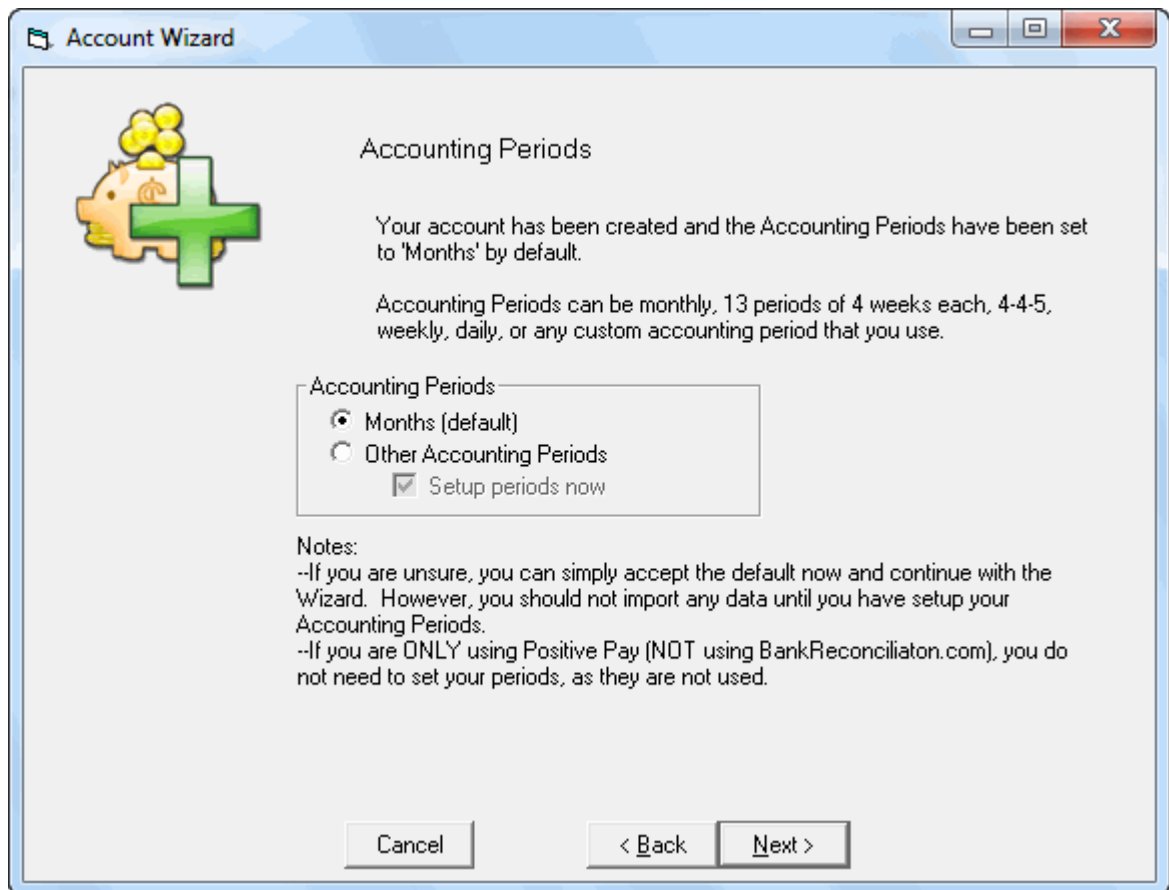 Account Wizard
Accounting Periods
Your account has been created and the Accounting Periods have been set
to 'Months' by default.
Accounting Periods can be monthly, 13 periods of 4 weeks each, 4-4-5,
weekly, daily, or any custom accounting period that you use.
Accounting Periods
Months (default)
Other Accounting Periods
Setup periods now
Notes:
--If you are unsure, you can simply accept the default now and continue with the
Wizard.  However, you should not import any data until you have setup your
Accounting Periods.
--If you are ONLY using Positive Pay (NOT using BankReconciliaton.com), you do
not need to set your periods, as they are not used.
Cancel
< Back
Next >